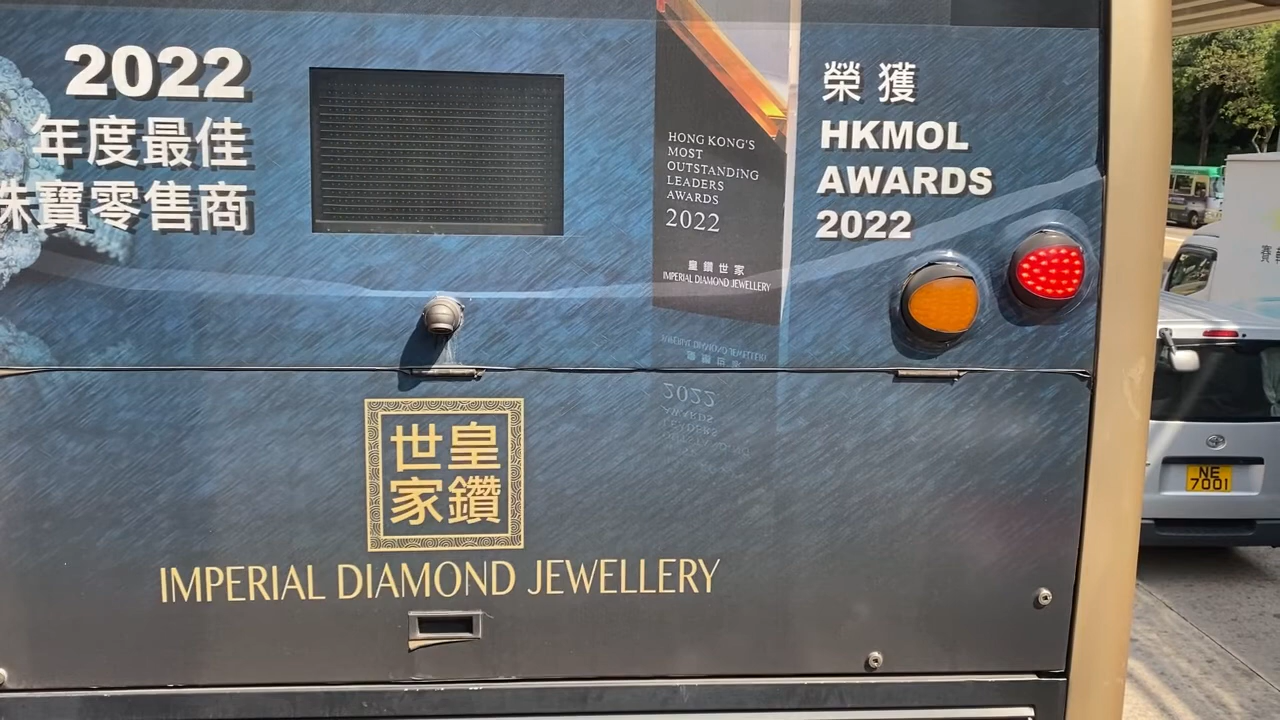 2022
年度最佳
珠寶零售商
HONG KONG'S
MOST
OUTSTANDING
LEADERS
AWARDS
2022
皇鑽世家
IMPERIAL DIAMOND JEWELLERY
榮獲
HKMOL
AWARDS
2022
皇鑽
世家
IMPERIAL DIAMOND JEWELLERY
NE
7001